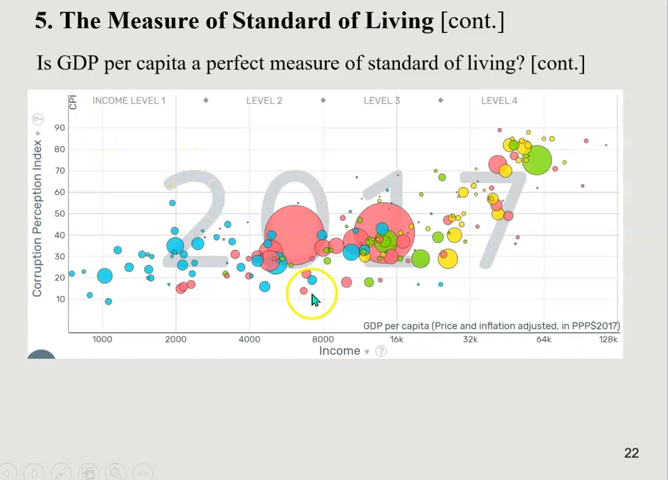 5. The Measure of Standard of Living [cont.]
Is GDP per capita a perfect measure of standard of living? [cont.]
CPI
INCOME LEVEL 1 LEVEL 2 LEVEL 3 LEVEL 4
Corruption Perception Index
90
80
70
60
50
40
30
20
10
2017
GDP per capita (Price and inflation adjusted, in PPP$2017)
1000 2000 4000 8000 16k 32k 64k 128k
Income
22